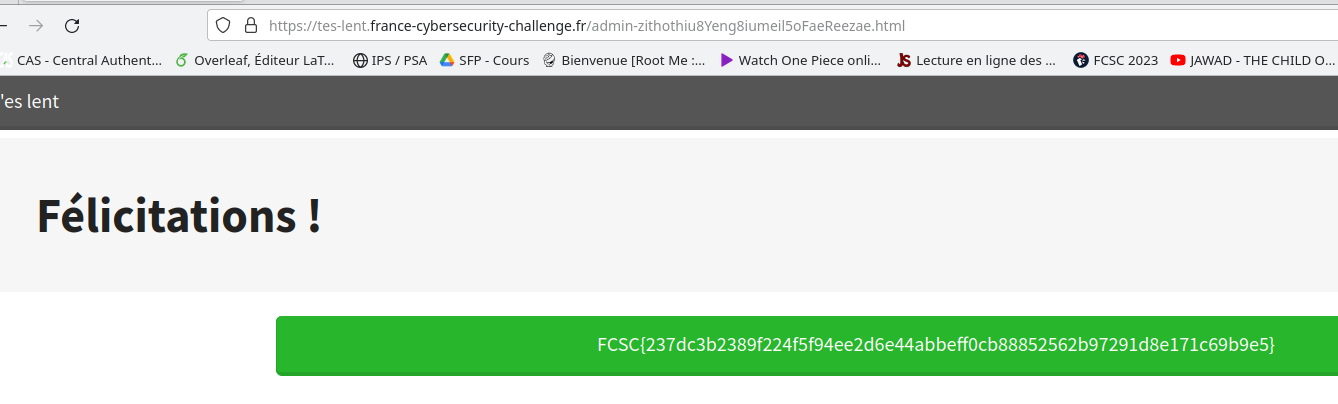 https://tes-lent.france-cybersecurity-challenge.fr/admin-zithothiu8Yeng8iumeil5oFaeReezae.html
CAS - Central Authent… Overleaf, Éditeur LaT… IPS / PSA SFP - Cours Bienvenue [Root Me :… Watch One Piece onli… Lecture en ligne des … FCSC 2023 JAWAD - THE CHILD O…
'es lent
Félicitations !
FCSC{237dc3b2389f224f5f94ee2d6e44abbeff0cb88852562b97291d8e171c69b9e5}